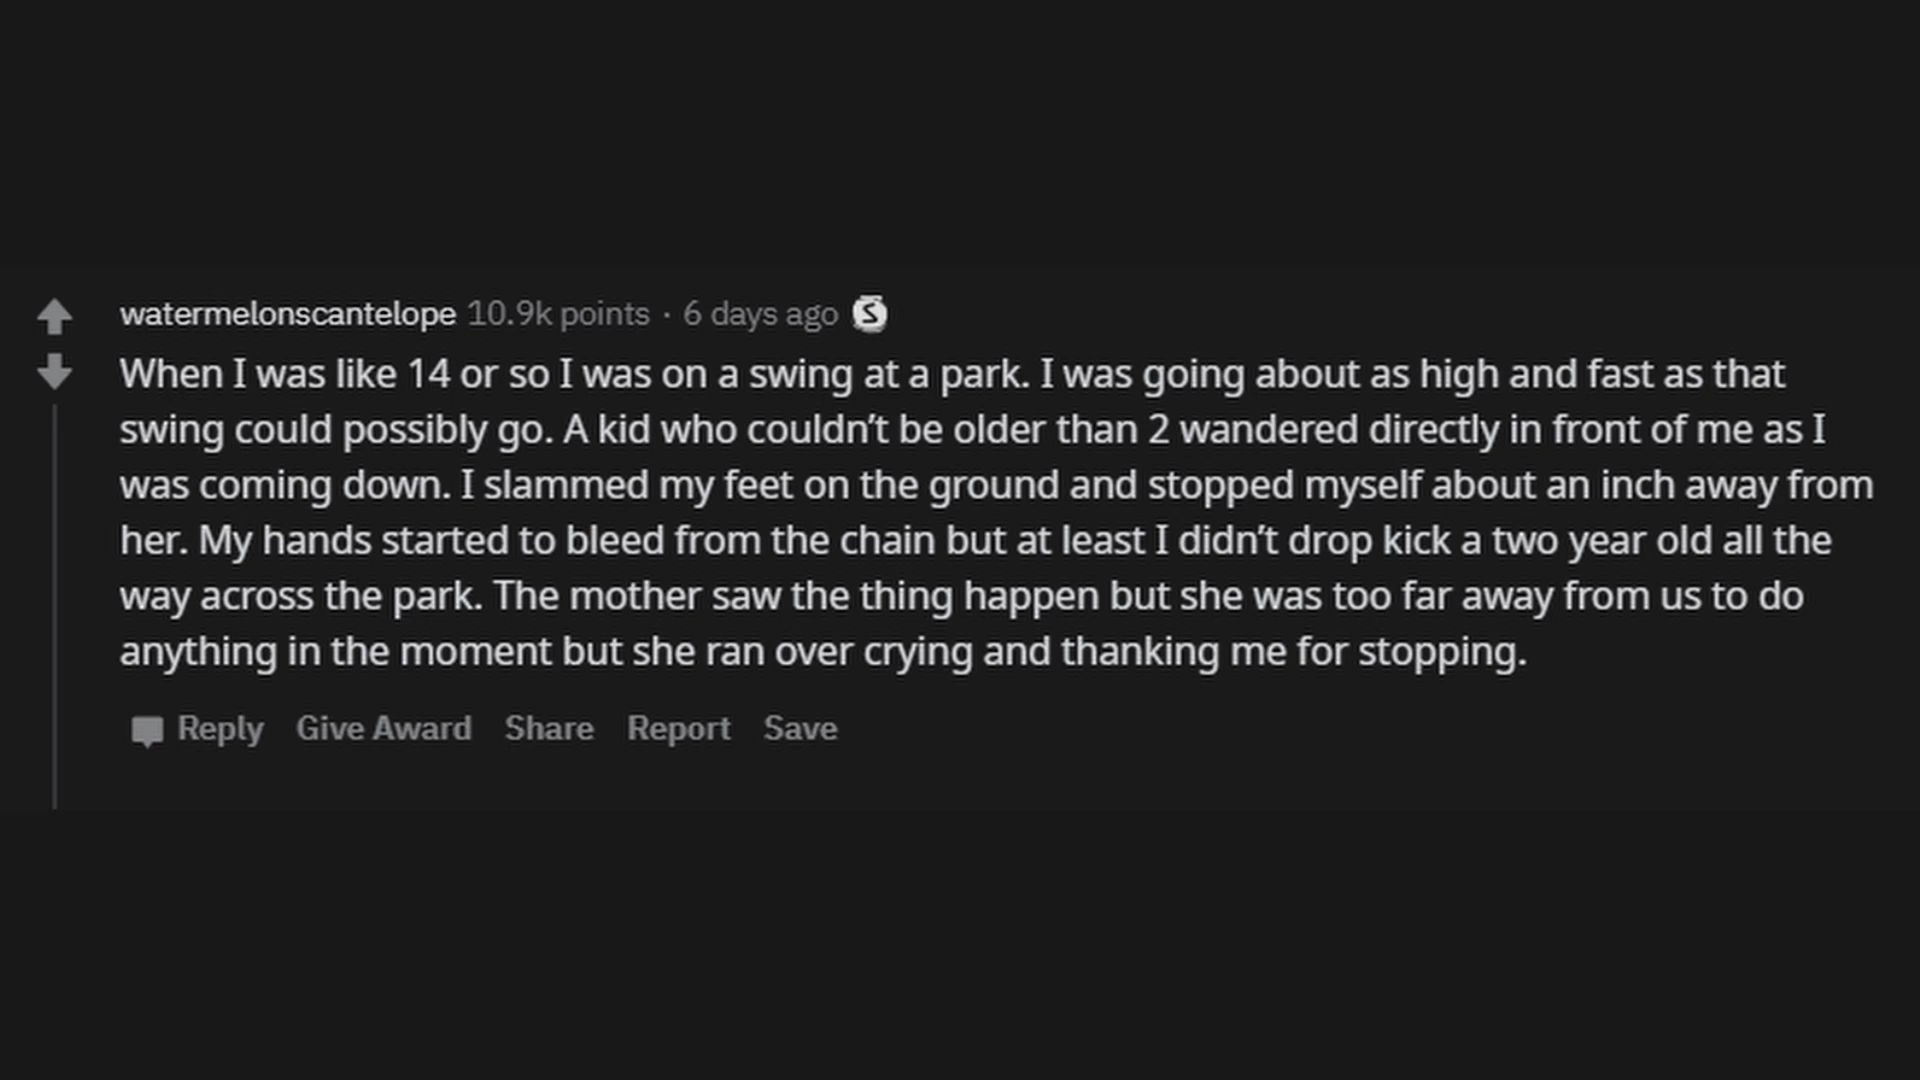 watermelonscantelope 10.9k points · 6 days ago S
When I was like 14 or so I was on a swing at a park. I was going about as high and fast as that
swing could possibly go. A kid who couldn’t be older than 2 wandered directly in front of me as I
was coming down. I slammed my feet on the ground and stopped myself about an inch away from
her. My hands started to bleed from the chain but at least I didn’t drop kick a two year old all the
way across the park. The mother saw the thing happen but she was too far away from us to do
anything in the moment but she ran over crying and thanking me for stopping.
Reply Give Award Share Report Save